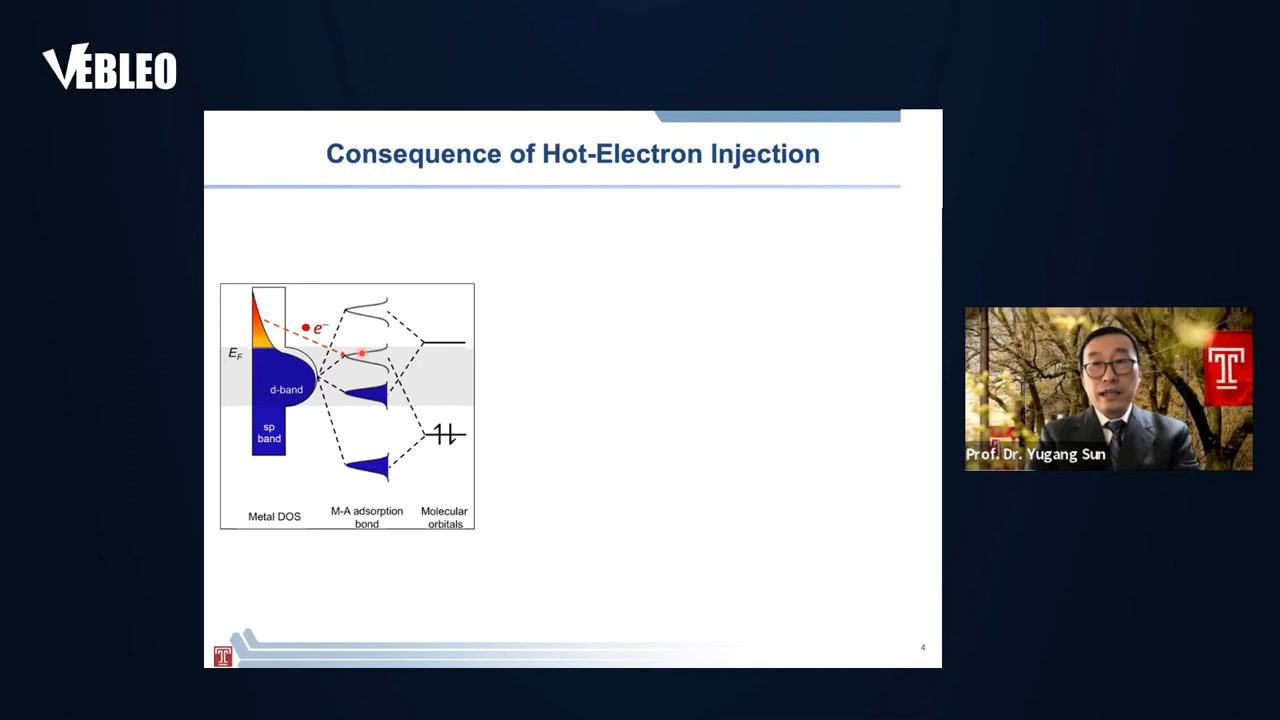 VEBLEO
Consequence of Hot-Electron Injection
e⁻
E_F
d-band
sp
band
Metal DOS
M-A adsorption
bond
Molecular
orbitals
T
4
T
Prof. Dr. Yugang Sun